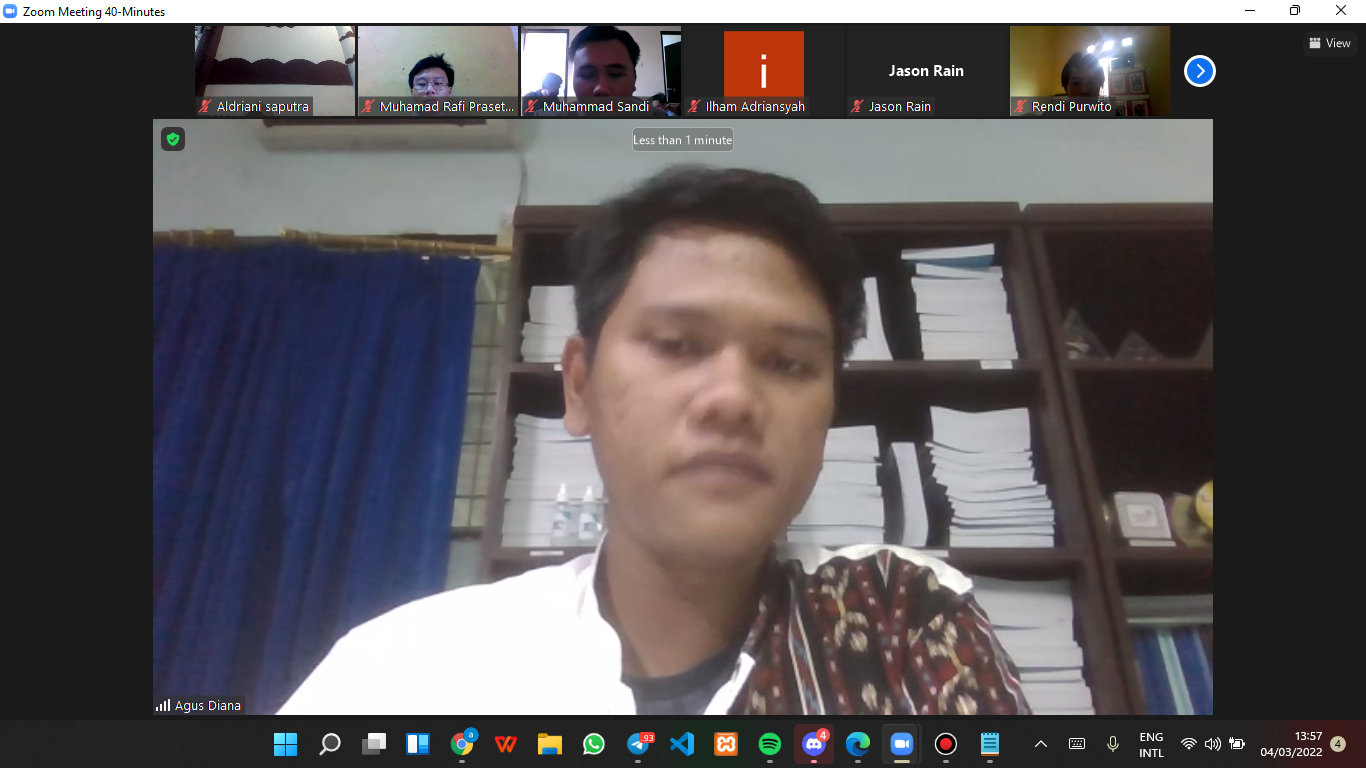 Zoom Meeting 40-Minutes
View
Aldriani saputra
Muhamad Rafi Praset...
Muhammad Sandi
i
Ilham Adriansyah
Jason Rain
Jason Rain
Rendi Purwito
Less than 1 minute
Agus Diana
a
93
4
ENG
INTL
13:57
04/03/2022
4